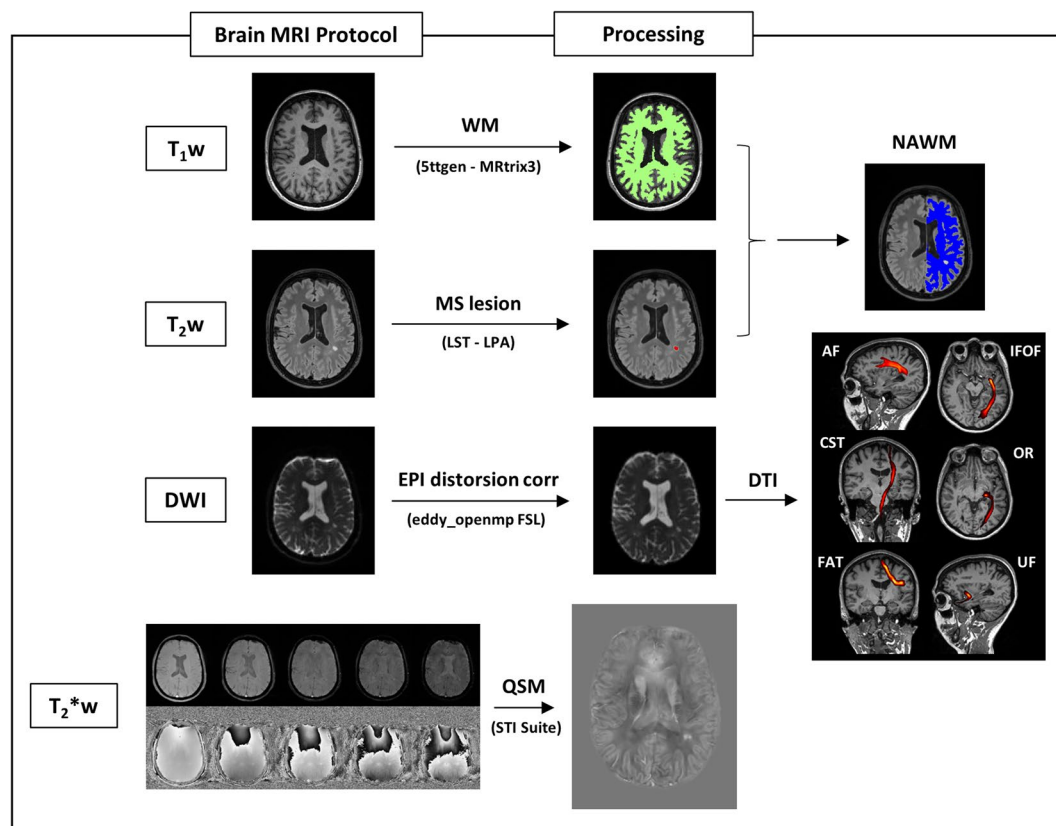 Brain MRI Protocol
Processing
T₁w
WM
(5ttgen - MRtrix3)
NAWM
T₂w
MS lesion
(LST - LPA)
AF
IFOF
CST
OR
DWI
EPI distorsion corr
(eddy_openmp FSL)
DTI
FAT
UF
T₂*w
QSM
(STI Suite)